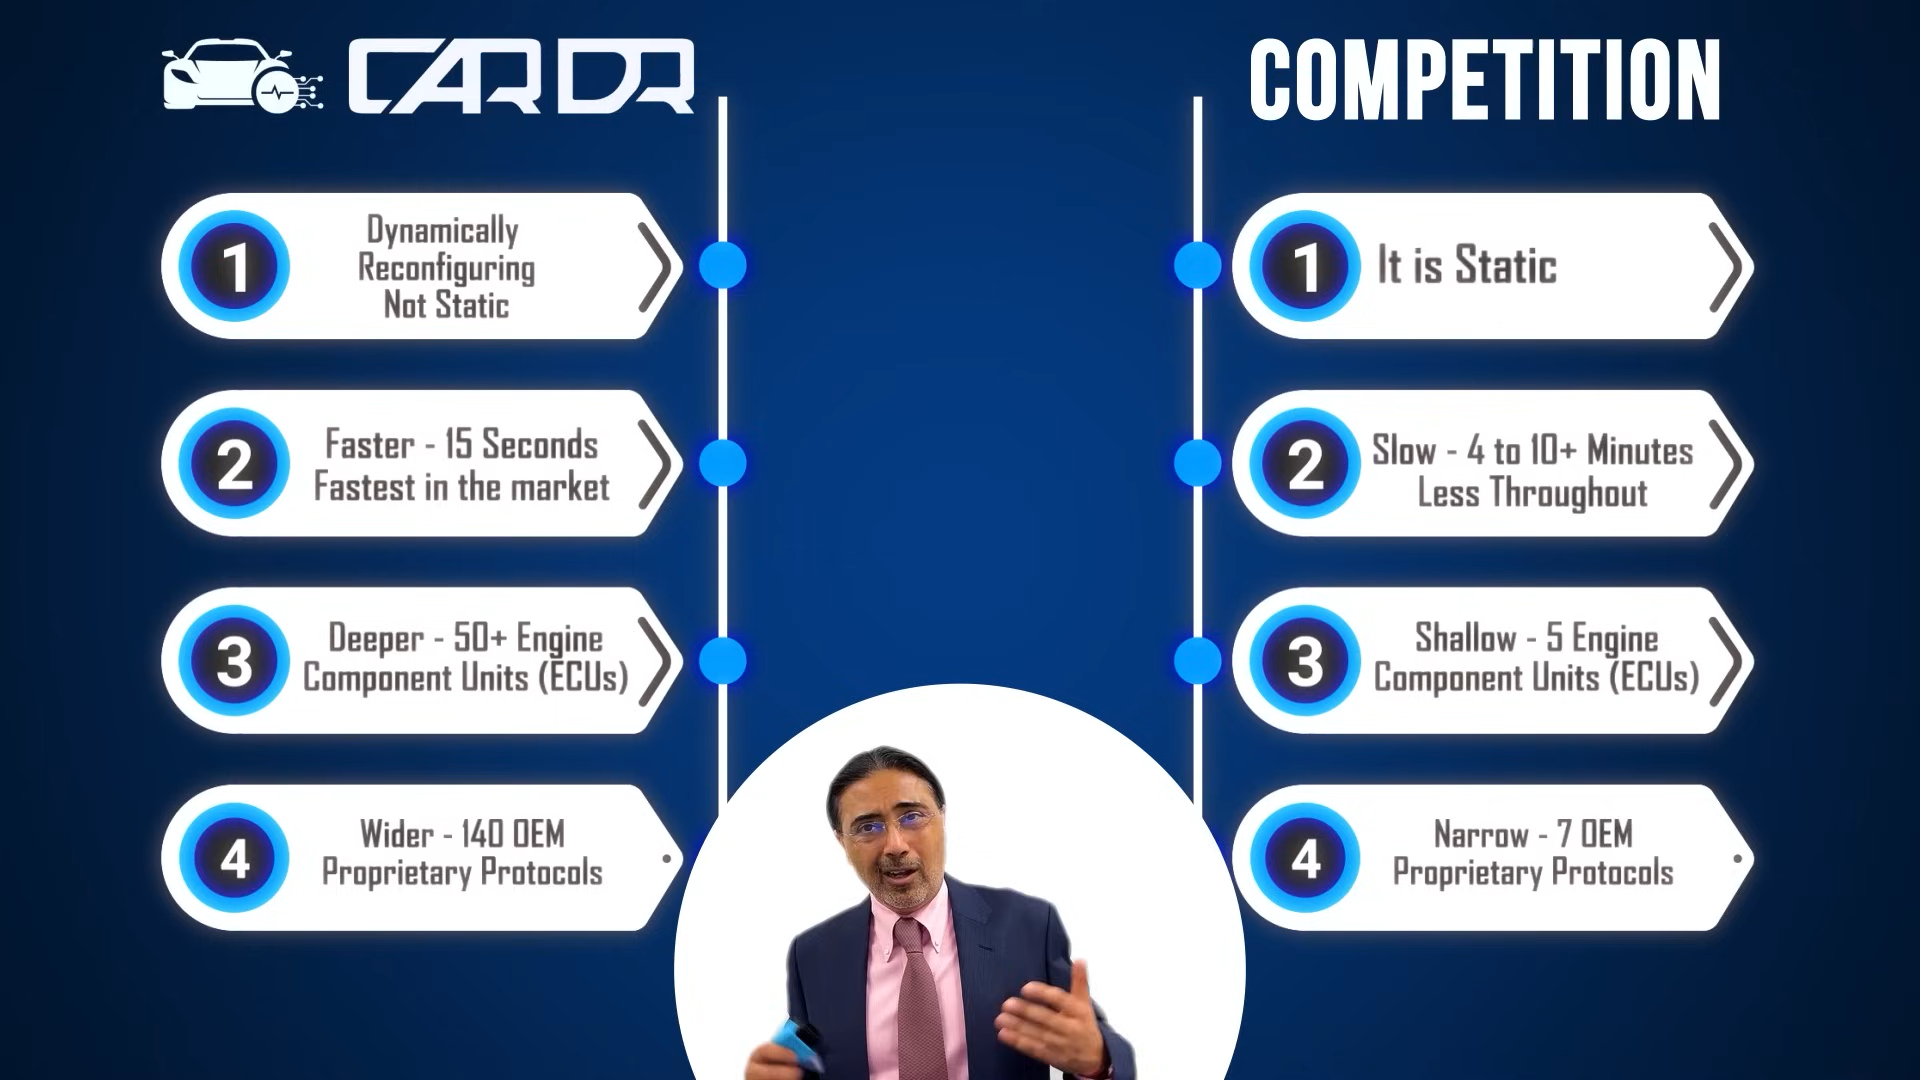 CAR DR
1
Dynamically
Reconfiguring
Not Static
2
Faster - 15 Seconds
Fastest in the market
3
Deeper - 50+ Engine
Component Units (ECUs)
4
Wider - 140 OEM
Proprietary Protocols
COMPETITION
1
It is Static
2
Slow - 4 to 10+ Minutes
Less Throughout
3
Shallow - 5 Engine
Component Units (ECUs)
4
Narrow - 7 OEM
Proprietary Protocols